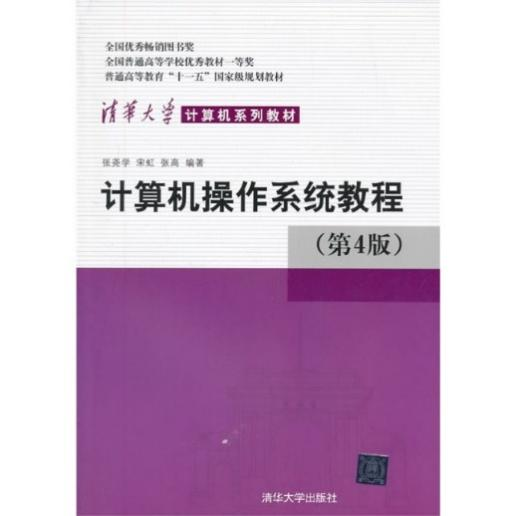 全国优秀畅销图书奖
全国普通高等学校优秀教材一等奖
普通高等教育“十一五”国家级规划教材
清华大学 计算机系列教材
张尧学 宋虹 张高 编著
计算机操作系统教程
（第4版）
清华大学出版社